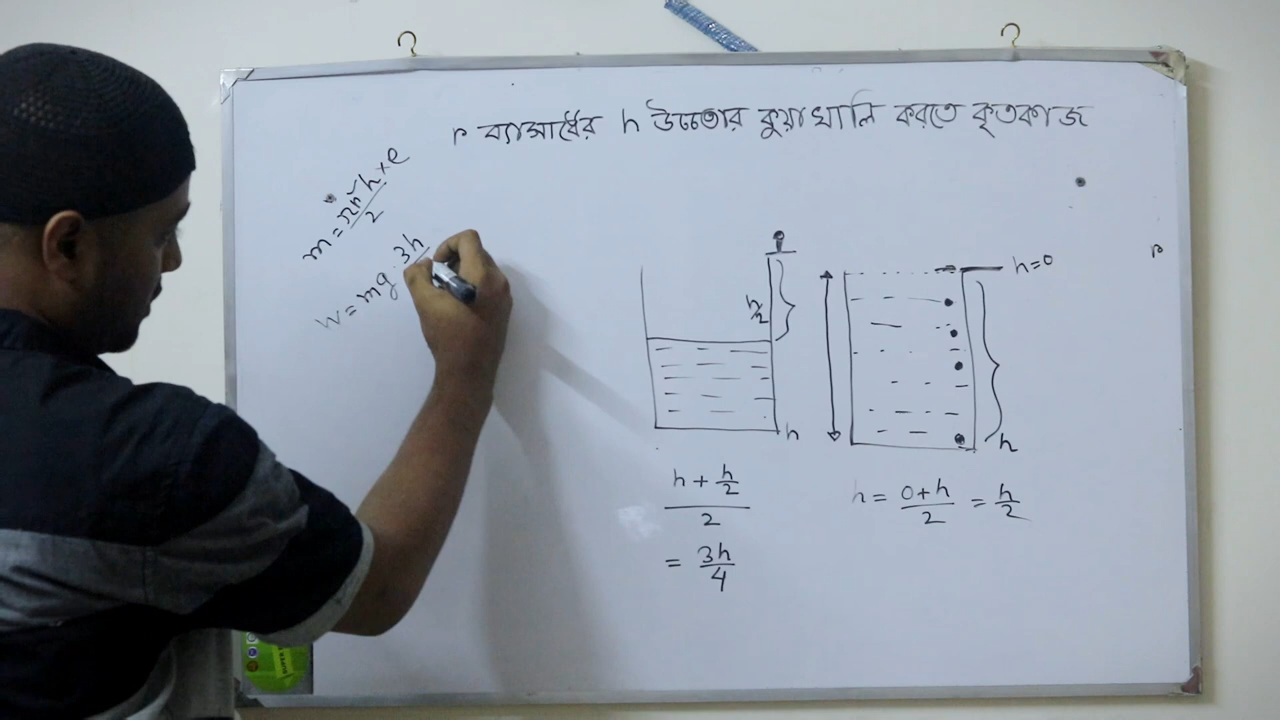 r ব্যাসার্ধের h উচ্চতার কুয়া খালি করতে কৃতকাজ
m = πr²h/2 × ρ
W = mg · 3h
h/2
h
h + h/2
2
= 3h/4
h=0
h
h = 0+h/2 = h/2
r